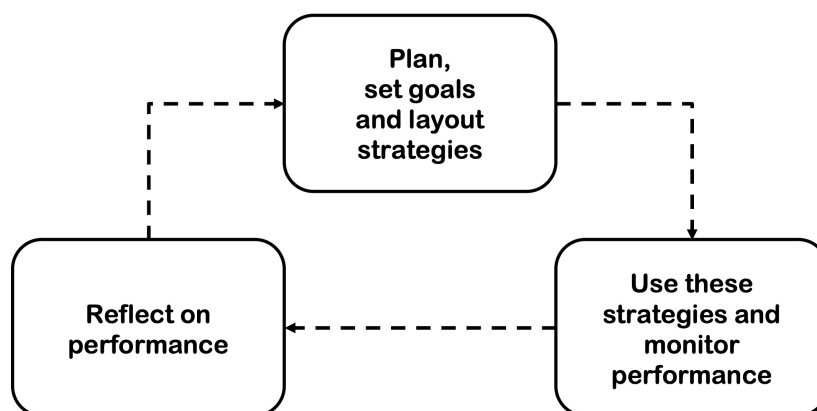 Plan,
set goals
and layout
strategies
Use these
strategies and
monitor
performance
Reflect on
performance